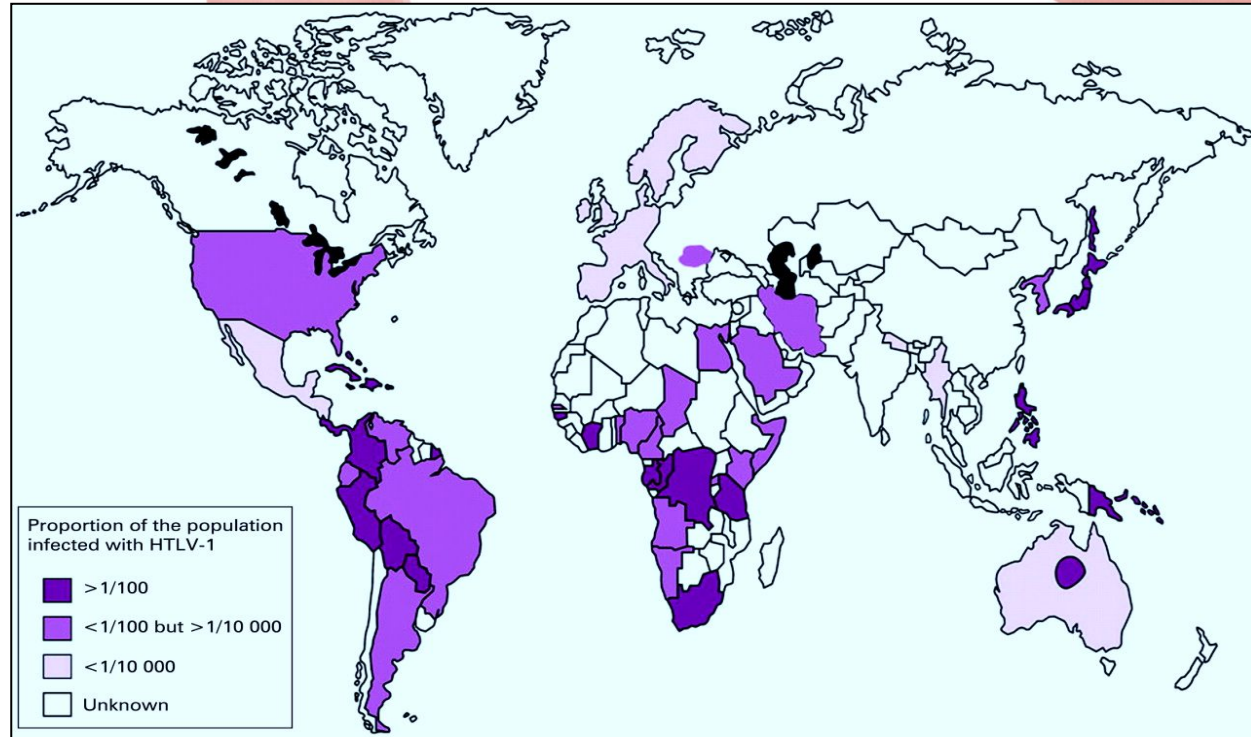 Proportion of the population
infected with HTLV-1
>1/100
<1/100 but >1/10 000
<1/10 000
Unknown